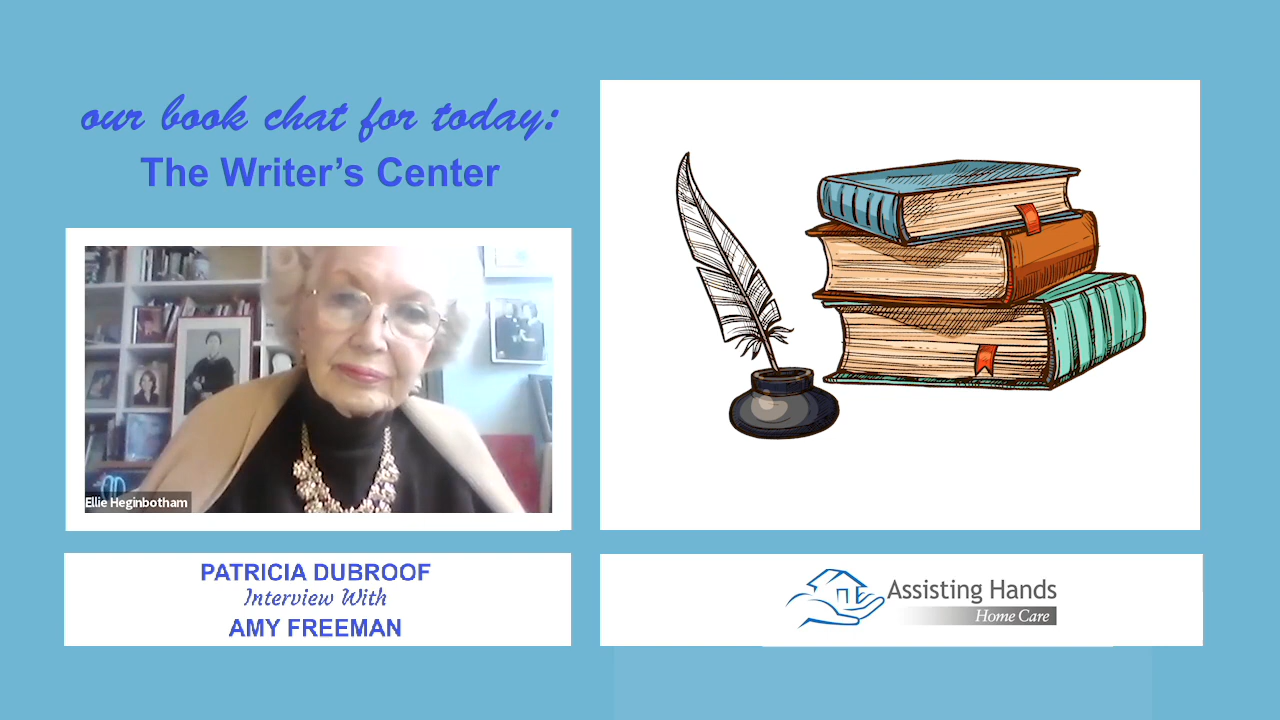 our book chat for today:
The Writer's Center
Ellie Heginbotham
PATRICIA DUBROOF
Interview With
AMY FREEMAN
Assisting Hands
Home Care